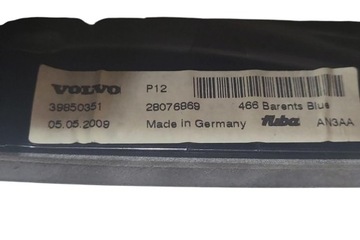 VOLVO P12
39850351 28076869 466 Barents Blue
05.05.2009 Made in Germany fuba AN3AA